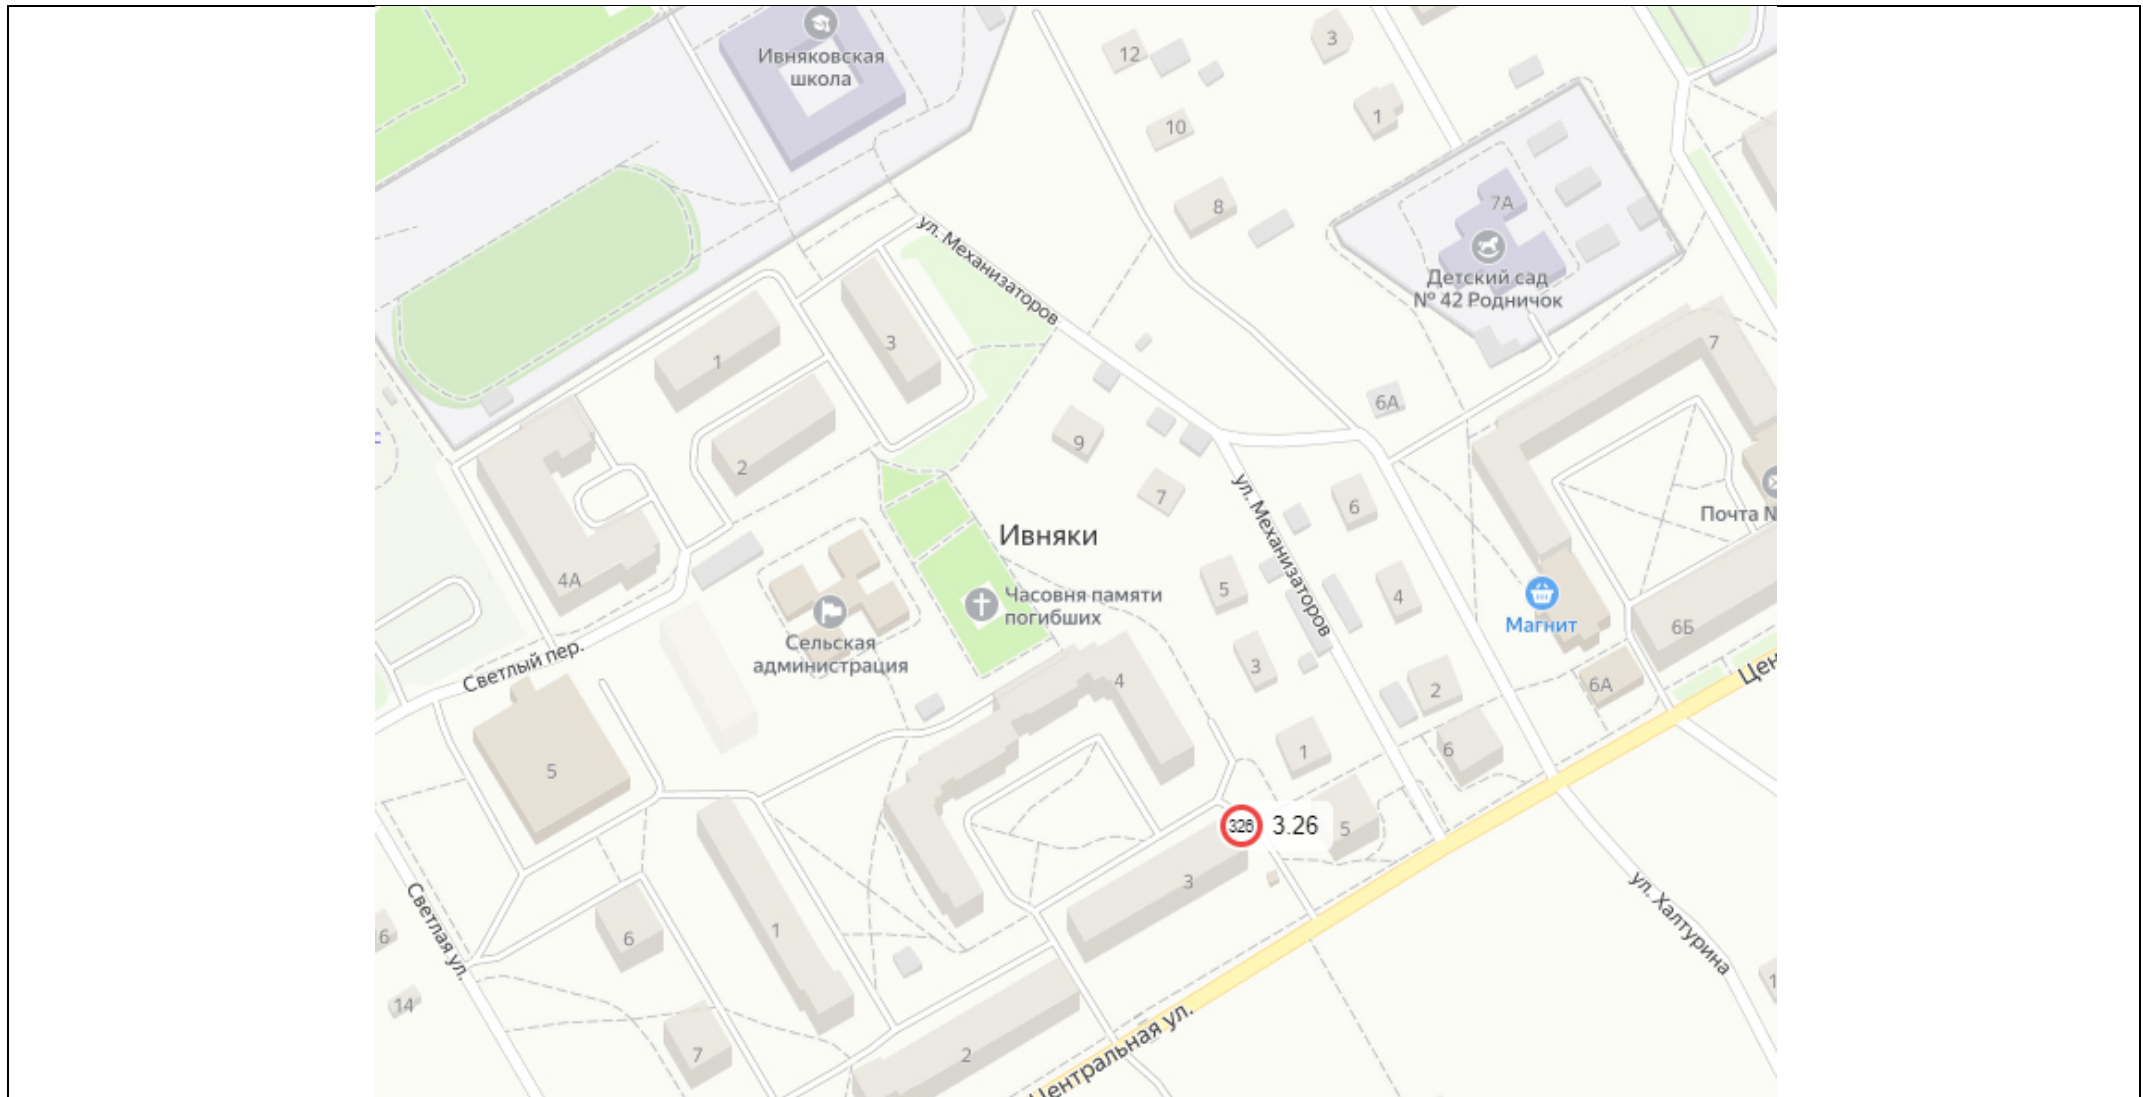 Ивняковская
школа
12
3
10
1
8
7А
Детский сад
№ 42 Родничок
ул. Механизаторов
1
3
7
6А
2
9
7
6
Почта N
Ивняки
ул. Механизаторов
4А
5
4
Часовня памяти
погибших
Магнит
6Б
Сельская
администрация
Светлый пер.
3
4
2
6А
Цен
5
1
6
326
3.26
5
3
Светлая ул.
ул. Халтурина
6
6
1
14
1
7
2
Центральная ул.